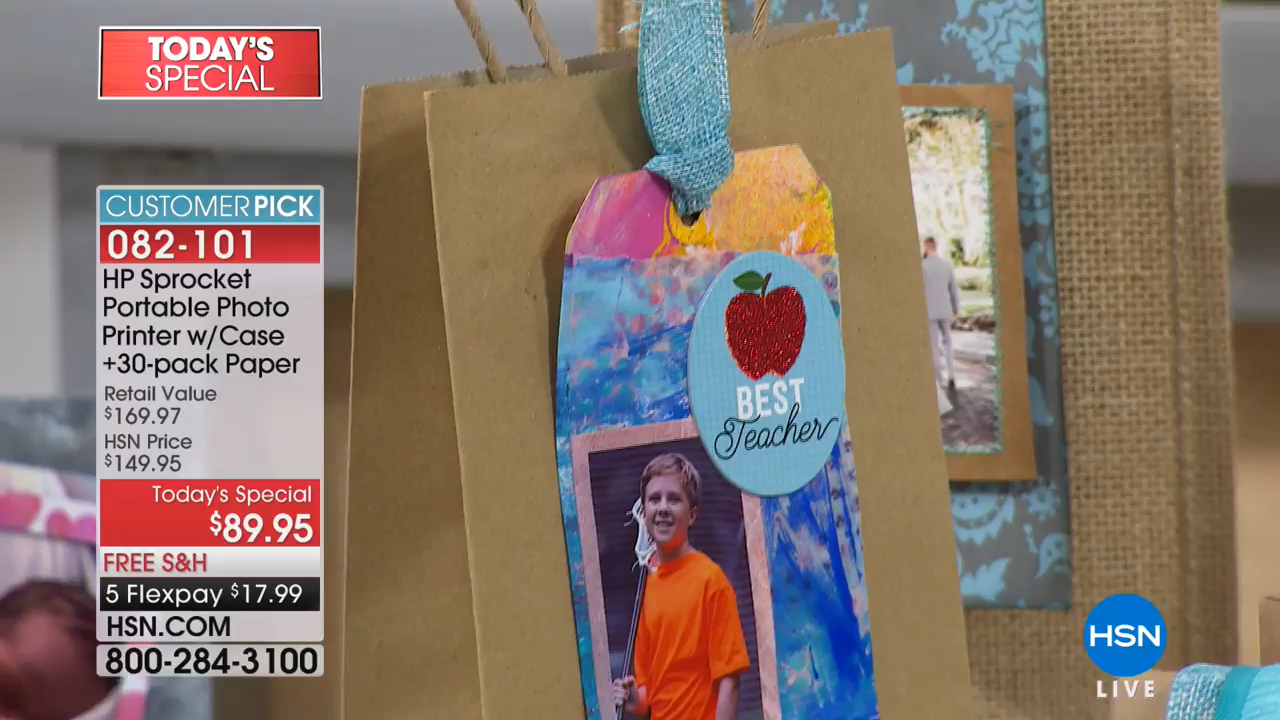 TODAY'S
SPECIAL
CUSTOMER PICK
082-101
HP Sprocket
Portable Photo
Printer w/Case
+30-pack Paper
Retail Value
$169.97
HSN Price
$149.95
Today's Special
$89.95
FREE S&H
5 Flexpay $17.99
HSN.COM
800-284-3100
BEST
Teacher
HSN
LIVE